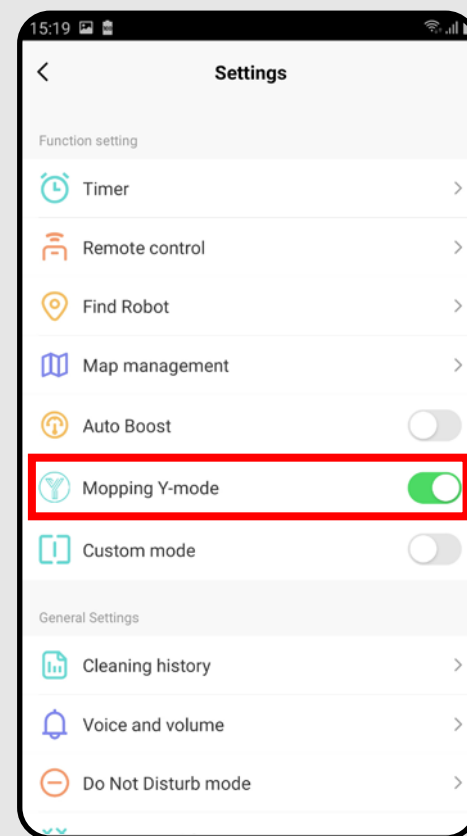 15:19
Settings
Function setting
Timer
Remote control
Find Robot
Map management
Auto Boost
Mopping Y-mode
Custom mode
General Settings
Cleaning history
Voice and volume
Do Not Disturb mode